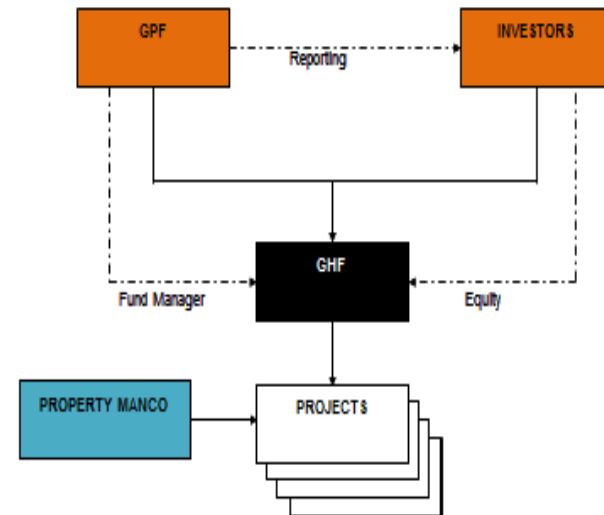 GPF
INVESTORS
Reporting
GHF
Fund Manager
Equity
PROPERTY MANCO
PROJECTS